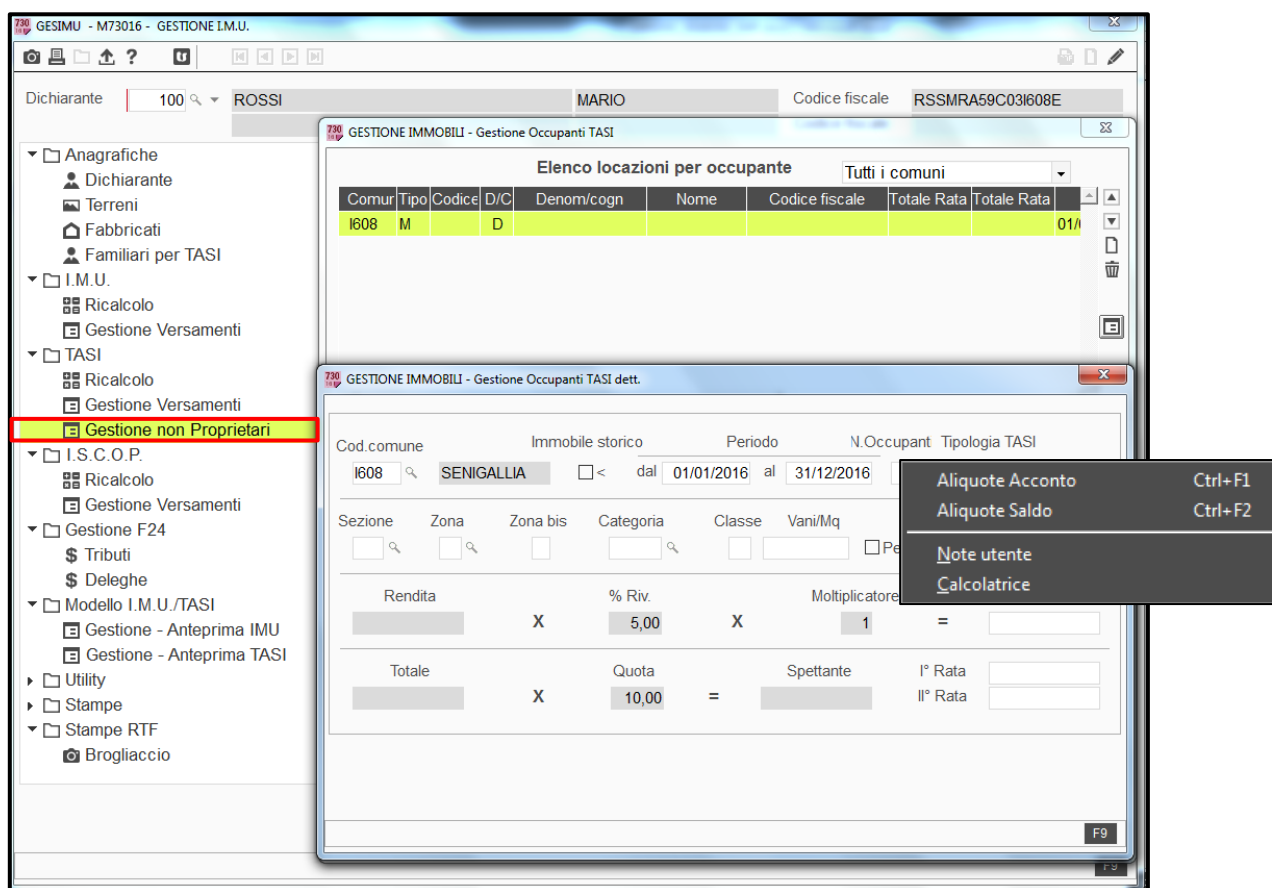 GESIMU - M73016 - GESTIONE I.M.U.
Dichiarante 100 ROSSI MARIO Codice fiscale RSSMRA59C03I608E
Anagrafiche
Dichiarante
Terreni
Fabbricati
Familiari per TASI
I.M.U.
Ricalcolo
Gestione Versamenti
TASI
Ricalcolo
Gestione Versamenti
Gestione non Proprietari
I.S.C.O.P.
Ricalcolo
Gestione Versamenti
Gestione F24
$ Tributi
$ Deleghe
Modello I.M.U./TASI
Gestione - Anteprima IMU
Gestione - Anteprima TASI
Utility
Stampe
Stampe RTF
Brogliaccio
GESTIONE IMMOBILI - Gestione Occupanti TASI
Elenco locazioni per occupante Tutti i comuni
Comur Tipo Codice D/C Denom/cogn Nome Codice fiscale Totale Rata Totale Rata
I608 M D 01/
GESTIONE IMMOBILI - Gestione Occupanti TASI dett.
Cod.comune Immobile storico Periodo N.Occupant Tipologia TASI
I608 SENIGALLIA < dal 01/01/2016 al 31/12/2016
Sezione Zona Zona bis Categoria Classe Vani/Mq
Pe
Rendita % Riv. Moltiplicatore
X 5,00 X 1 =
Totale Quota Spettante I° Rata
X 10,00 = II° Rata
F9
F9
Aliquote Acconto Ctrl+F1
Aliquote Saldo Ctrl+F2
Note utente
Calcolatrice